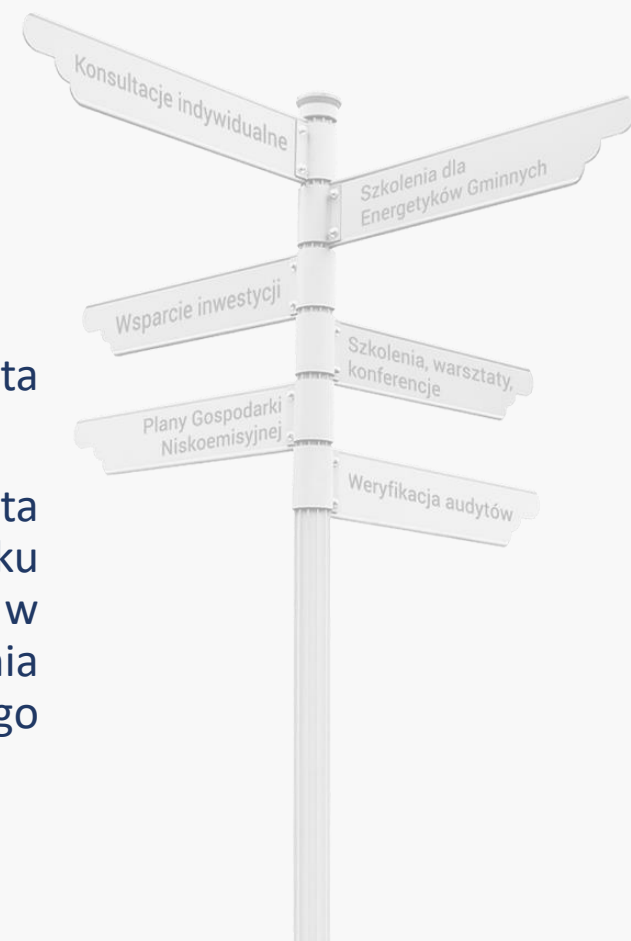 Konsultacje indywidualne
Szkolenia dla
Energetyków Gminnych
Wsparcie inwestycji
Szkolenia, warsztaty,
konferencje
Plany Gospodarki
Niskoemisyjnej
Weryfikacja audytów
ta
ta
ku
w
nia
go